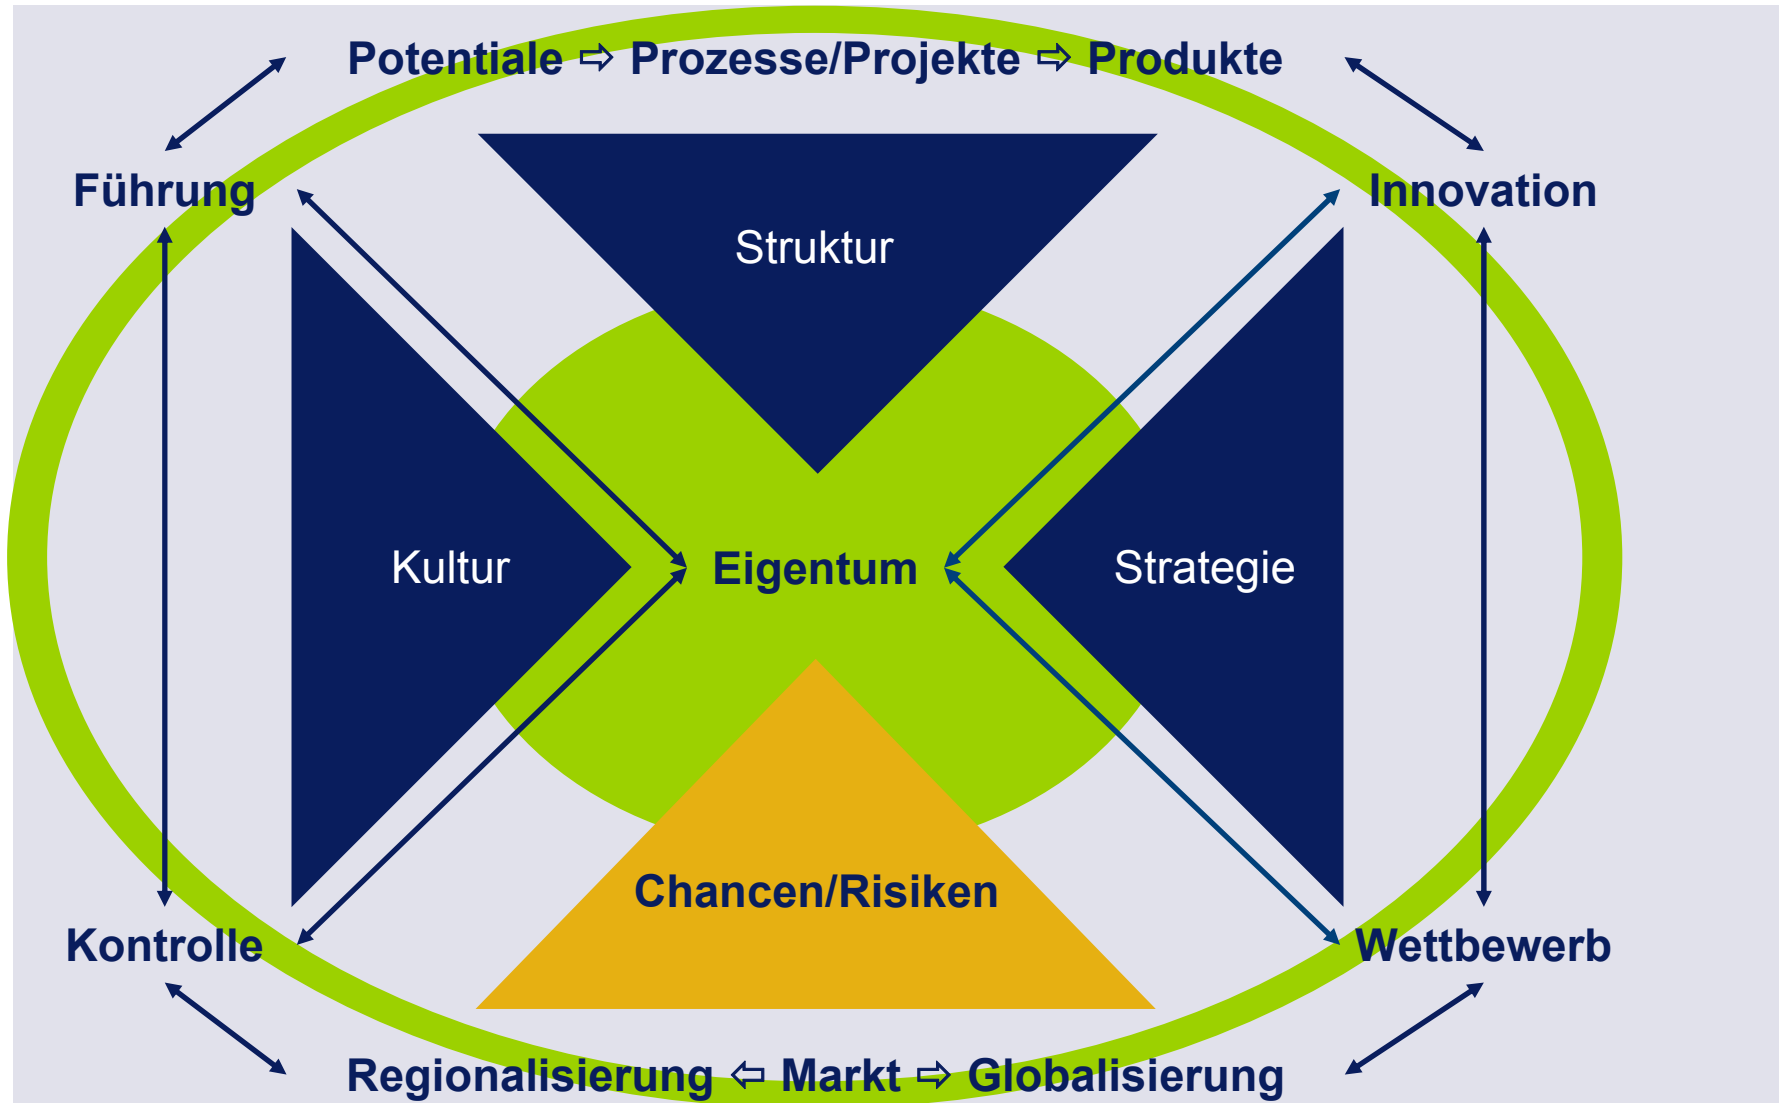 Potentiale ⇨ Prozesse/Projekte ⇨ Produkte
Führung
Innovation
Struktur
Kultur
Eigentum
Strategie
Chancen/Risiken
Kontrolle
Wettbewerb
Regionalisierung ⇦ Markt ⇨ Globalisierung